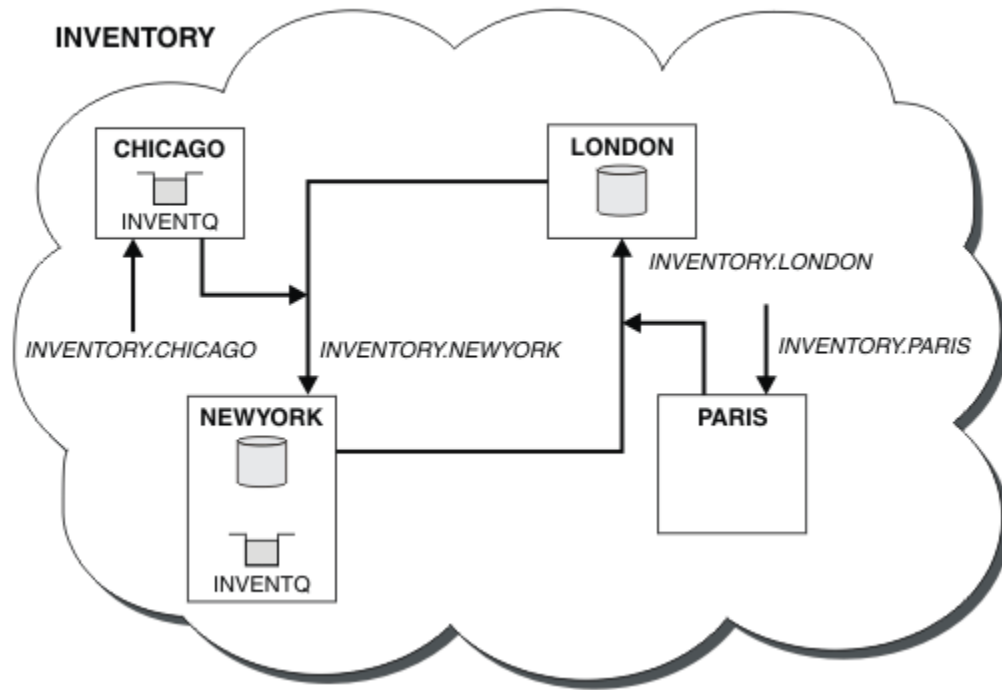 INVENTORY
CHICAGO
INVENTQ
LONDON
INVENTORY.LONDON
INVENTORY.CHICAGO
INVENTORY.NEWYORK
INVENTORY.PARIS
NEWYORK
INVENTQ
PARIS